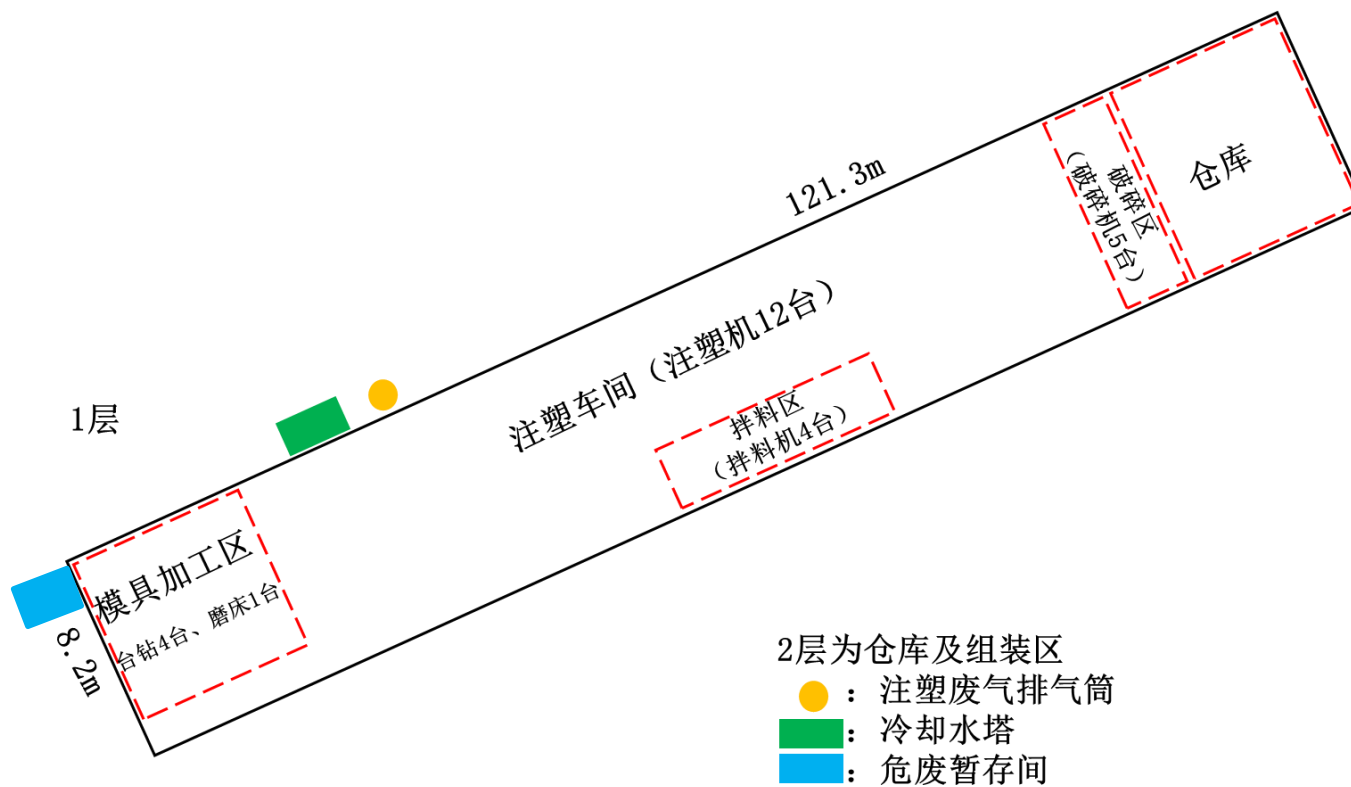 121.3m
仓库
破碎区
(破碎机5台)
注塑车间(注塑机12台)
1层
拌料区
(拌料机4台)
模具加工区
台钻4台、磨床1台
8.2m
2层为仓库及组装区
:注塑废气排气筒
:冷却水塔
:危废暂存间